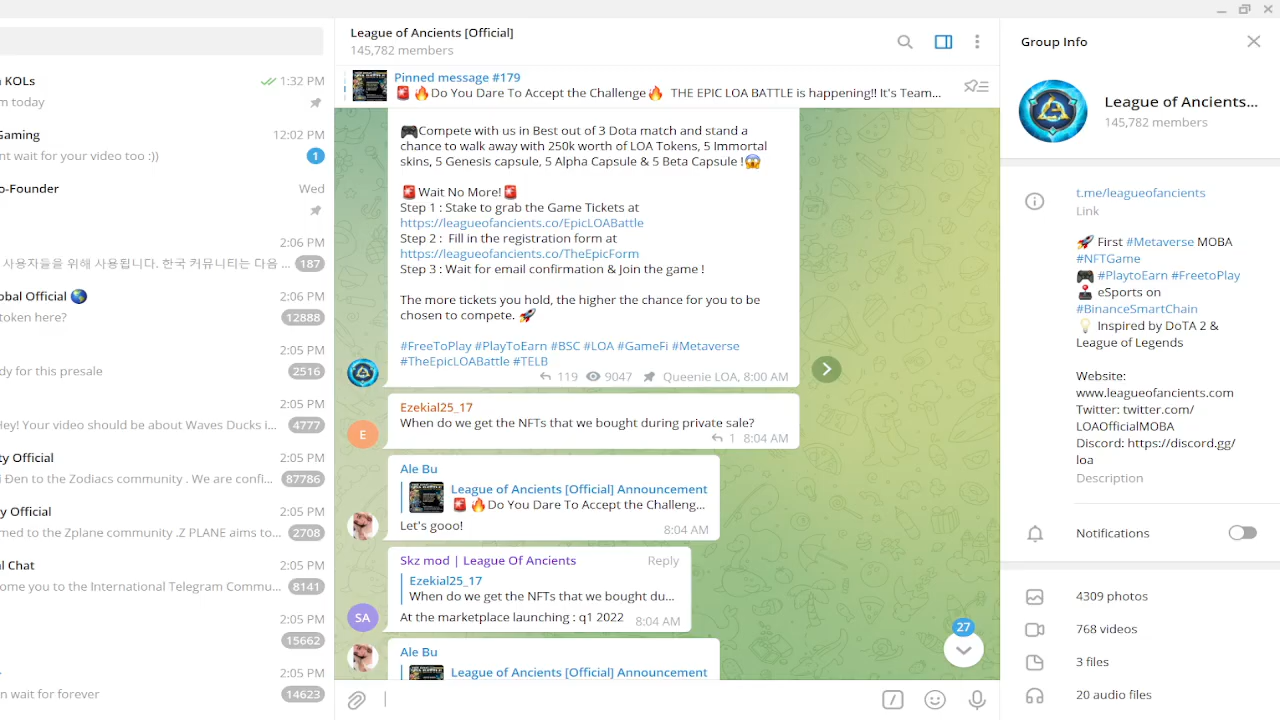 KOLs
1:32 PM
m today
Gaming
12:02 PM
nt wait for your video too :))
1
o-Founder
Wed
2:06 PM
사용자들을 위해 사용됩니다. 한국 커뮤니티는 다음 ...
187
obal Official
2:06 PM
token here?
12888
2:05 PM
dy for this presale
2516
2:05 PM
Hey! Your video should be about Waves Ducks i...
4777
ty Official
2:05 PM
i Đen to the Zodiacs community . We are confi...
87786
y Official
2:05 PM
med to the Zplane community .Z PLANE aims to...
2708
al Chat
2:05 PM
ome you to the International Telegram Commu...
8141
2:05 PM
15662
2:05 PM
n wait for forever
14623
League of Ancients [Official]
145,782 members
Pinned message #179
🚨🔥Do You Dare To Accept the Challenge🔥 THE EPIC LOA BATTLE is happening!! It's Team...
🎮Compete with us in Best out of 3 Dota match and stand a
chance to walk away with 250k worth of LOA Tokens, 5 Immortal
skins, 5 Genesis capsule, 5 Alpha Capsule & 5 Beta Capsule !😱
🚨Wait No More!🚨
Step 1 : Stake to grab the Game Tickets at
https://leagueofancients.co/EpicLOABattle
Step 2 :  Fill in the registration form at
https://leagueofancients.co/TheEpicForm
Step 3 : Wait for email confirmation & Join the game !
The more tickets you hold, the higher the chance for you to be
chosen to compete. 🚀
#FreeToPlay #PlayToEarn #BSC #LOA #GameFi #Metaverse
#TheEpicLOABattle #TELB
119 9047 Queenie LOA, 8:00 AM
Ezekial25_17
When do we get the NFTs that we bought during private sale?
1 8:04 AM
E
Ale Bu
League of Ancients [Official] Announcement
🚨🔥Do You Dare To Accept the Challeng...
Let's gooo!
8:04 AM
Skz mod | League Of Ancients
Reply
Ezekial25_17
When do we get the NFTs that we bought du...
At the marketplace launching : q1 2022
8:04 AM
SA
Ale Bu
League of Ancients [Official] Announcement
27
Group Info
League of Ancients...
145,782 members
t.me/leagueofancients
Link
🚀 First #Metaverse MOBA
#NFTGame
🎮 #PlaytoEarn #FreetoPlay
🕹 eSports on
#BinanceSmartChain
💡 Inspired by DoTA 2 &
League of Legends
Website:
www.leagueofancients.com
Twitter: twitter.com/
LOAOfficialMOBA
Discord: https://discord.gg/
loa
Description
Notifications
4309 photos
768 videos
3 files
20 audio files